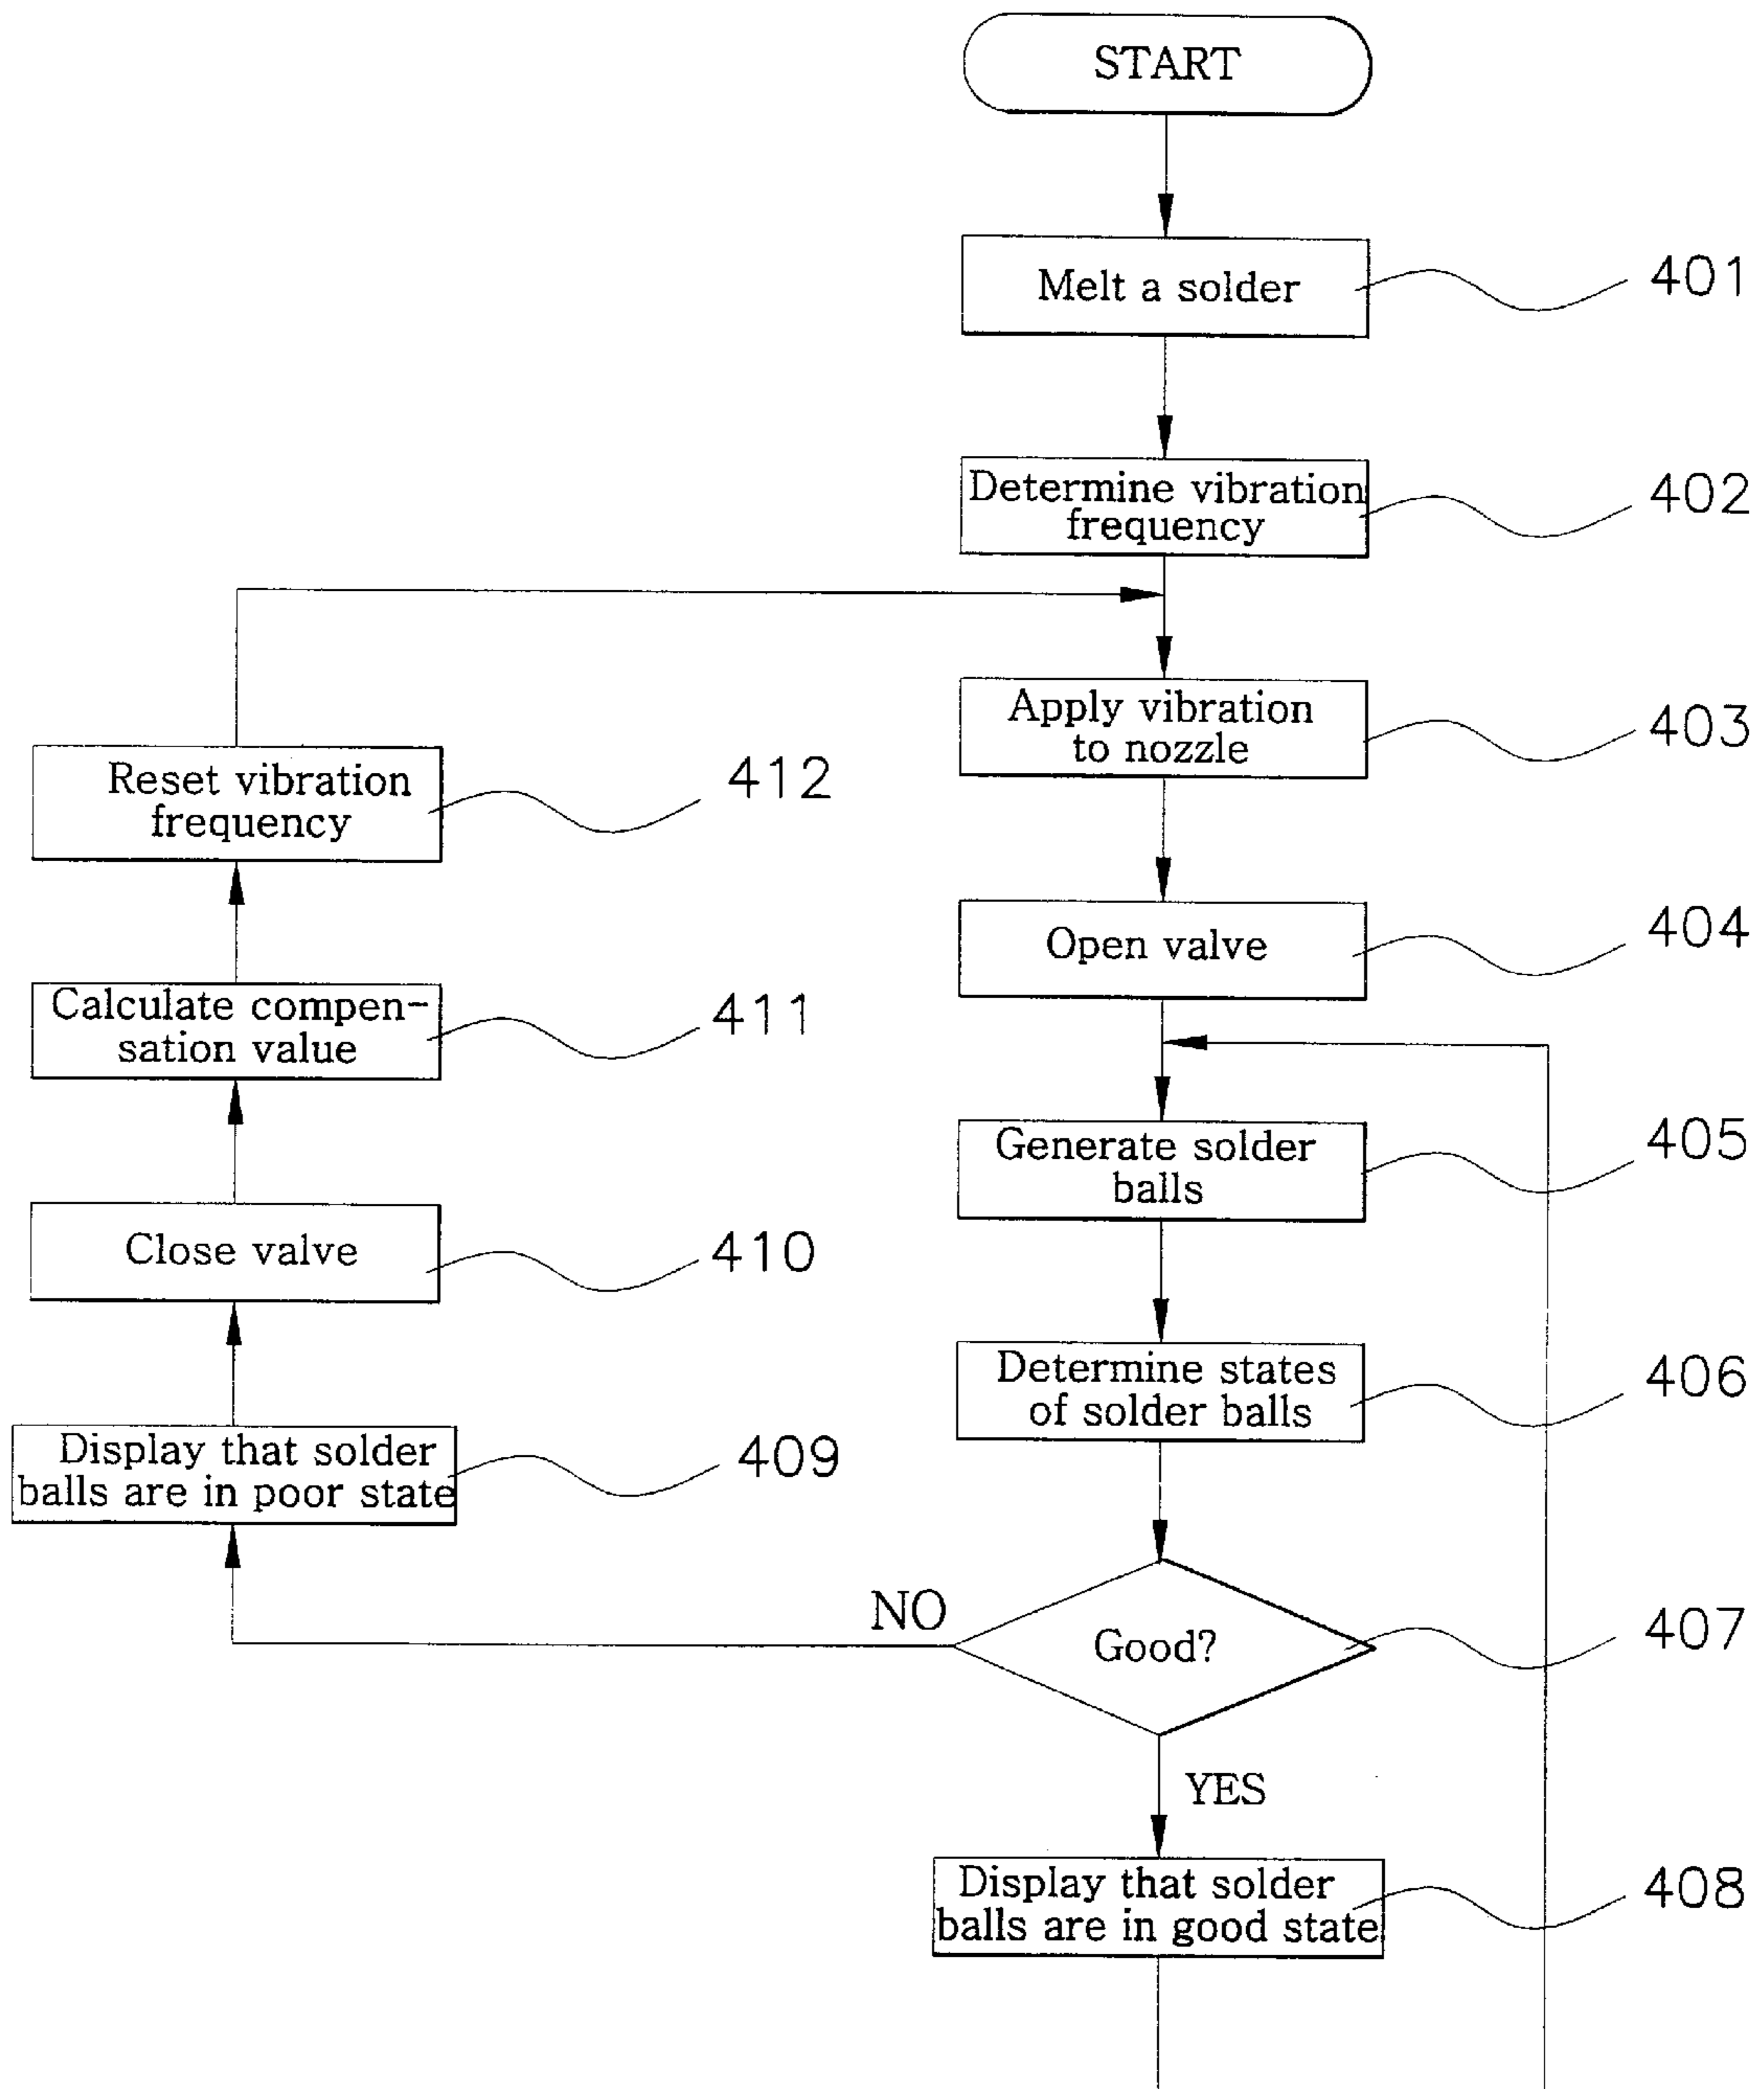 START
Melt a solder
401
Determine vibration
frequency
402
Apply vibration
to nozzle
403
Reset vibration
frequency
412
Open valve
404
Calculate compen-
sation value
411
Generate solder
balls
405
Close valve
410
Determine states
of solder balls
406
Display that solder
balls are in poor state
409
NO
Good?
407
YES
Display that solder
balls are in good state
408